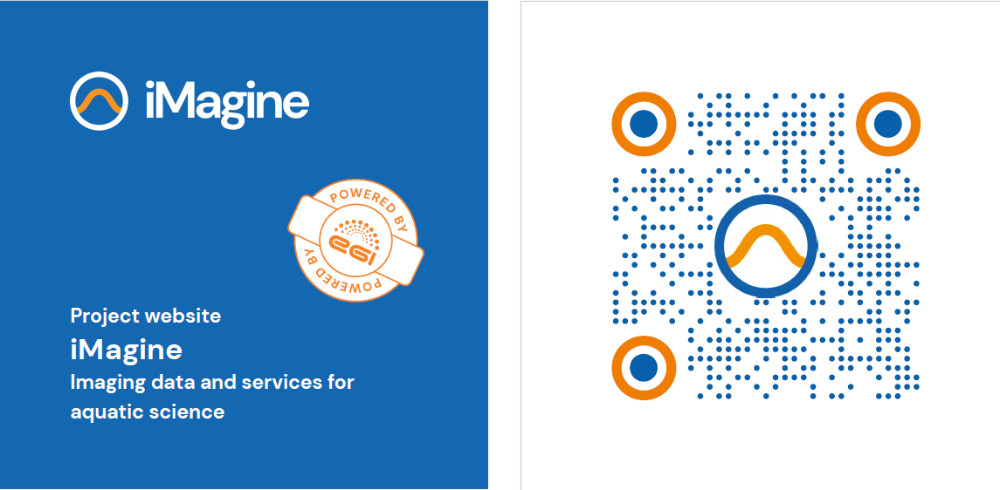 iMagine
POWERED BY
egi
POWERED BY
Project website
iMagine
Imaging data and services for
aquatic science